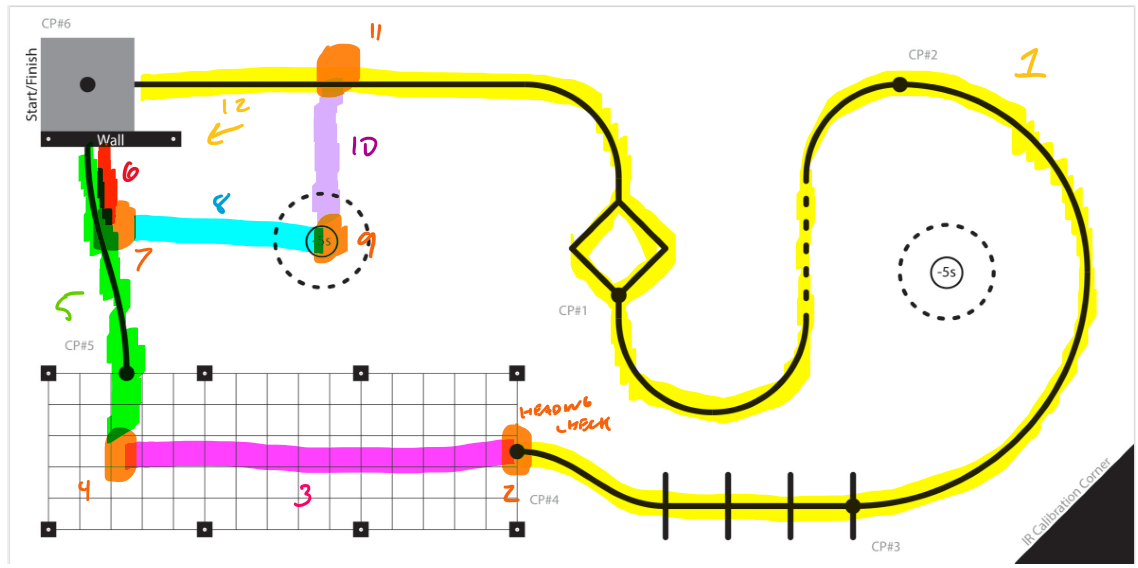 CP#6
11
CP#2
1
Start/Finish
12
Wall
10
6
8
-5s
9
7
-5s
5
CP#1
CP#5
HEADING
CHECK
4
3
2
CP#4
CP#3
IR Calibration Corner